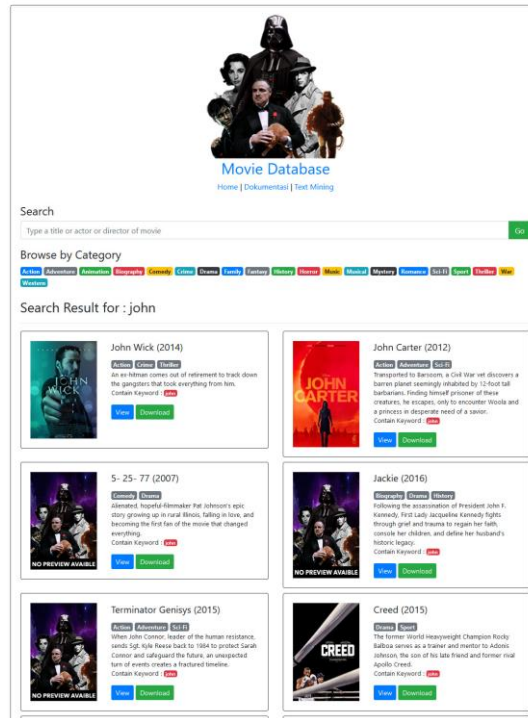 Movie Database
Home | Dokumentasi | Text Mining
Search
Type a title or actor or director of movie
Go
Browse by Category
Action Adventure Animation Biography Comedy Crime Drama Family Fantasy History Horror Music Musical Mystery Romance Sci-Fi Sport Thriller War
Western
Search Result for : john
JOHN WICK
John Wick (2014)
Action Crime Thriller
An ex-hitman comes out of retirement to track down
the gangsters that took everything from him.
Contain Keyword : john
View Download
JOHN
CARTER
John Carter (2012)
Action Adventure Sci-Fi
Transported to Barsoom, a Civil War vet discovers a
barren planet seemingly inhabited by 12-foot tall
barbarians. Finding himself prisoner of these
creatures, he escapes, only to encounter Woola and
a princess in desperate need of a savior.
Contain Keyword : john
View Download
NO PREVIEW AVAIBLE
5- 25- 77 (2007)
Comedy Drama
Alienated, hopeful-filmmaker Pat Johnson's epic
story growing up in rural Illinois, falling in love, and
becoming the first fan of the movie that changed
everything.
Contain Keyword : john
View Download
NO PREVIEW AVAIBLE
Jackie (2016)
Biography Drama History
Following the assassination of President John F.
Kennedy, First Lady Jacqueline Kennedy fights
through grief and trauma to regain her faith,
console her children, and define her husband's
historic legacy.
Contain Keyword : john
View Download
NO PREVIEW AVAIBLE
Terminator Genisys (2015)
Action Adventure Sci-Fi
When John Connor, leader of the human resistance,
sends Sgt. Kyle Reese back to 1984 to protect Sarah
Connor and safeguard the future, an unexpected
turn of events creates a fractured timeline.
Contain Keyword : john
View Download
CREED
Creed (2015)
Drama Sport
The former World Heavyweight Champion Rocky
Balboa serves as a trainer and mentor to Adonis
Johnson, the son of his late friend and former rival
Apollo Creed.
Contain Keyword : john
View Download